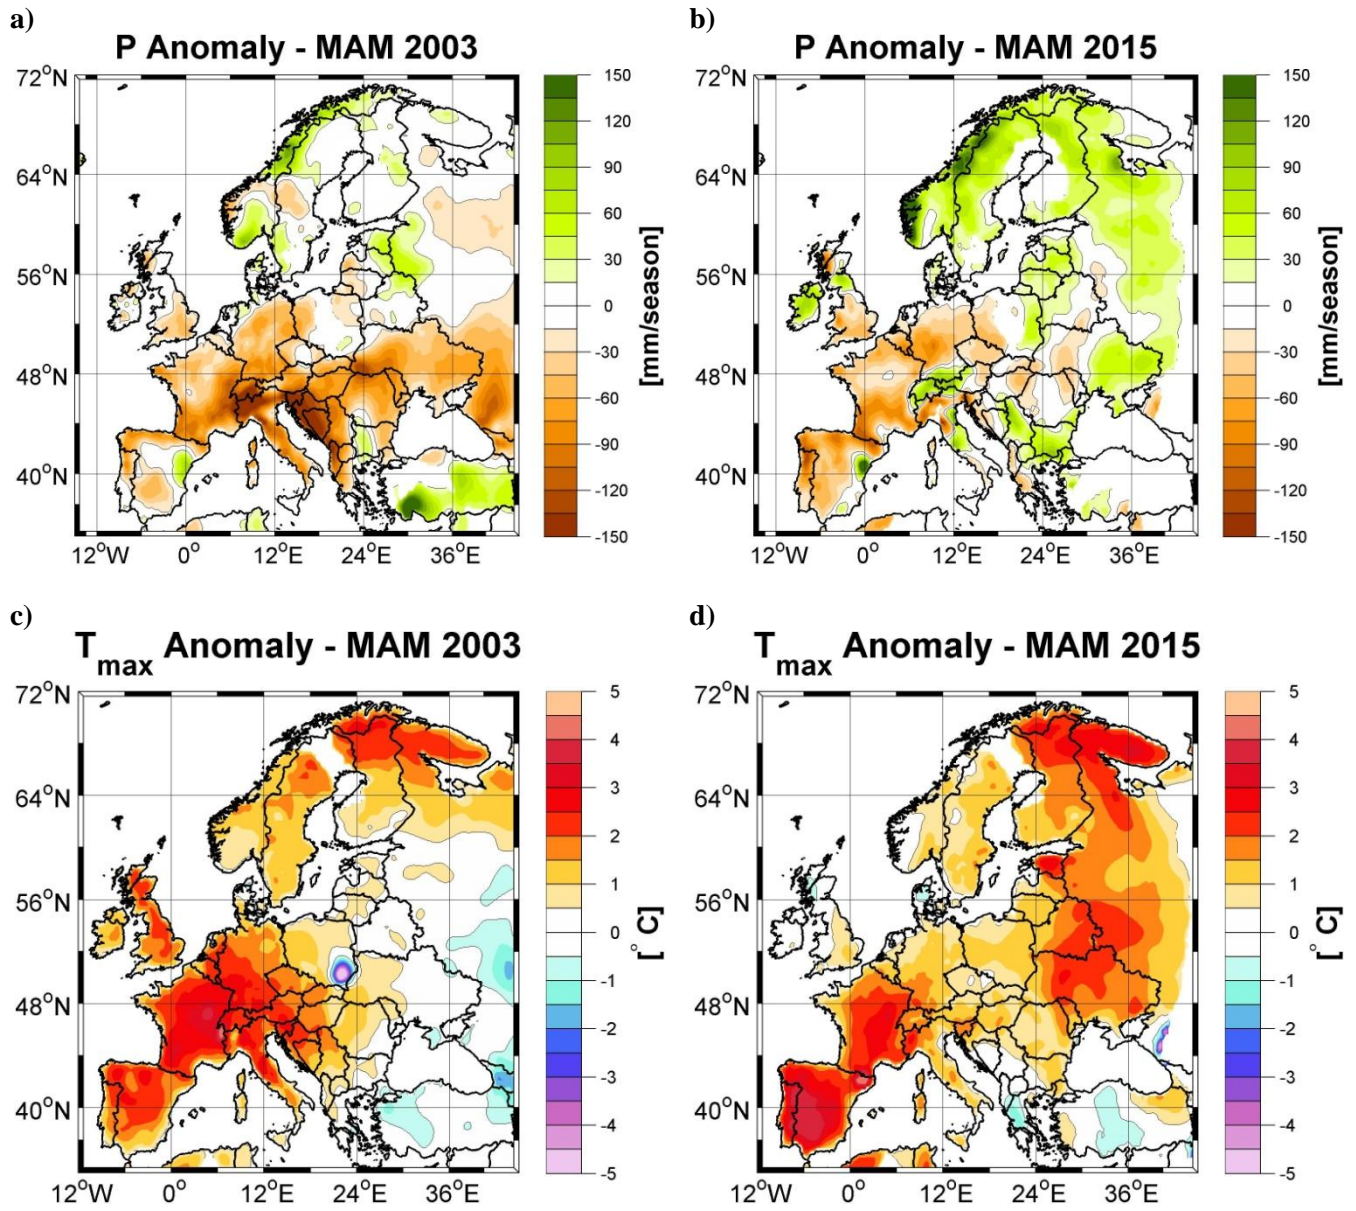 a)
P Anomaly - MAM 2003
72°N
64°N
56°N
48°N
40°N
12°W 0° 12°E 24°E 36°E
150
120
90
60
30
0
-30
-60
-90
-120
-150
[mm/season]
b)
P Anomaly - MAM 2015
72°N
64°N
56°N
48°N
40°N
12°W 0° 12°E 24°E 36°E
150
120
90
60
30
0
-30
-60
-90
-120
-150
[mm/season]
c)
Tmax Anomaly - MAM 2003
72°N
64°N
56°N
48°N
40°N
12°W 0° 12°E 24°E 36°E
5
4
3
2
1
0
-1
-2
-3
-4
-5
[°C]
d)
Tmax Anomaly - MAM 2015
72°N
64°N
56°N
48°N
40°N
12°W 0° 12°E 24°E 36°E
5
4
3
2
1
0
-1
-2
-3
-4
-5
[°C]